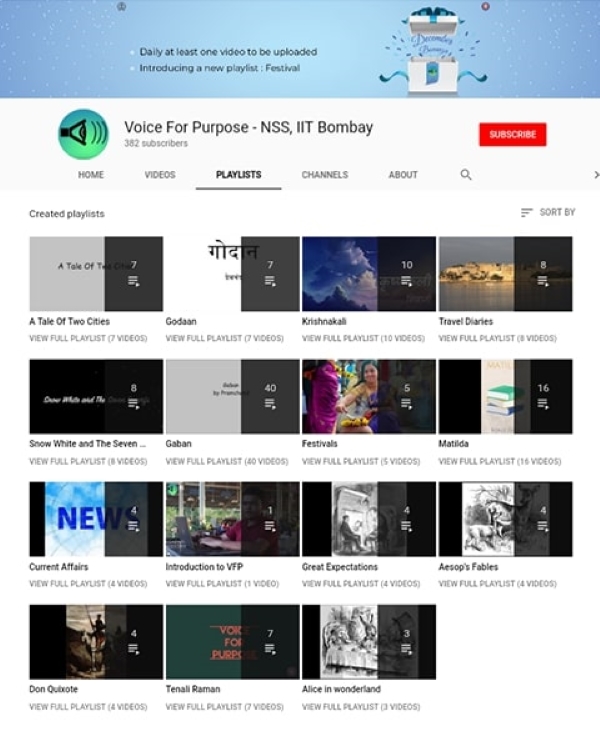 Daily at least one video to be uploaded
Introducing a new playlist : Festival
December
Bonanza
Voice For Purpose - NSS, IIT Bombay
382 subscribers
SUBSCRIBE
HOME VIDEOS PLAYLISTS CHANNELS ABOUT
Created playlists
SORT BY
A Tale Of Two Cities 7
गोदान
7
10
8
A Tale Of Two Cities
Godaan
Krishnakali
Travel Diaries
VIEW FULL PLAYLIST (7 VIDEOS)
VIEW FULL PLAYLIST (7 VIDEOS)
VIEW FULL PLAYLIST (10 VIDEOS)
VIEW FULL PLAYLIST (8 VIDEOS)
Snow White and The Seven
8
Gaban
by Premchand
40
5
MATILDA
16
Snow White and The Seven ...
Gaban
Festivals
Matilda
VIEW FULL PLAYLIST (8 VIDEOS)
VIEW FULL PLAYLIST (40 VIDEOS)
VIEW FULL PLAYLIST (5 VIDEOS)
VIEW FULL PLAYLIST (16 VIDEOS)
NEWS
4
1
4
4
Current Affairs
Introduction to VFP
Great Expectations
Aesop's Fables
VIEW FULL PLAYLIST (4 VIDEOS)
VIEW FULL PLAYLIST (1 VIDEO)
VIEW FULL PLAYLIST (4 VIDEOS)
VIEW FULL PLAYLIST (4 VIDEOS)
4
VOICE
FOR
PURPOSE
7
3
Don Quixote
Tenali Raman
Alice in wonderland
VIEW FULL PLAYLIST (4 VIDEOS)
VIEW FULL PLAYLIST (7 VIDEOS)
VIEW FULL PLAYLIST (3 VIDEOS)